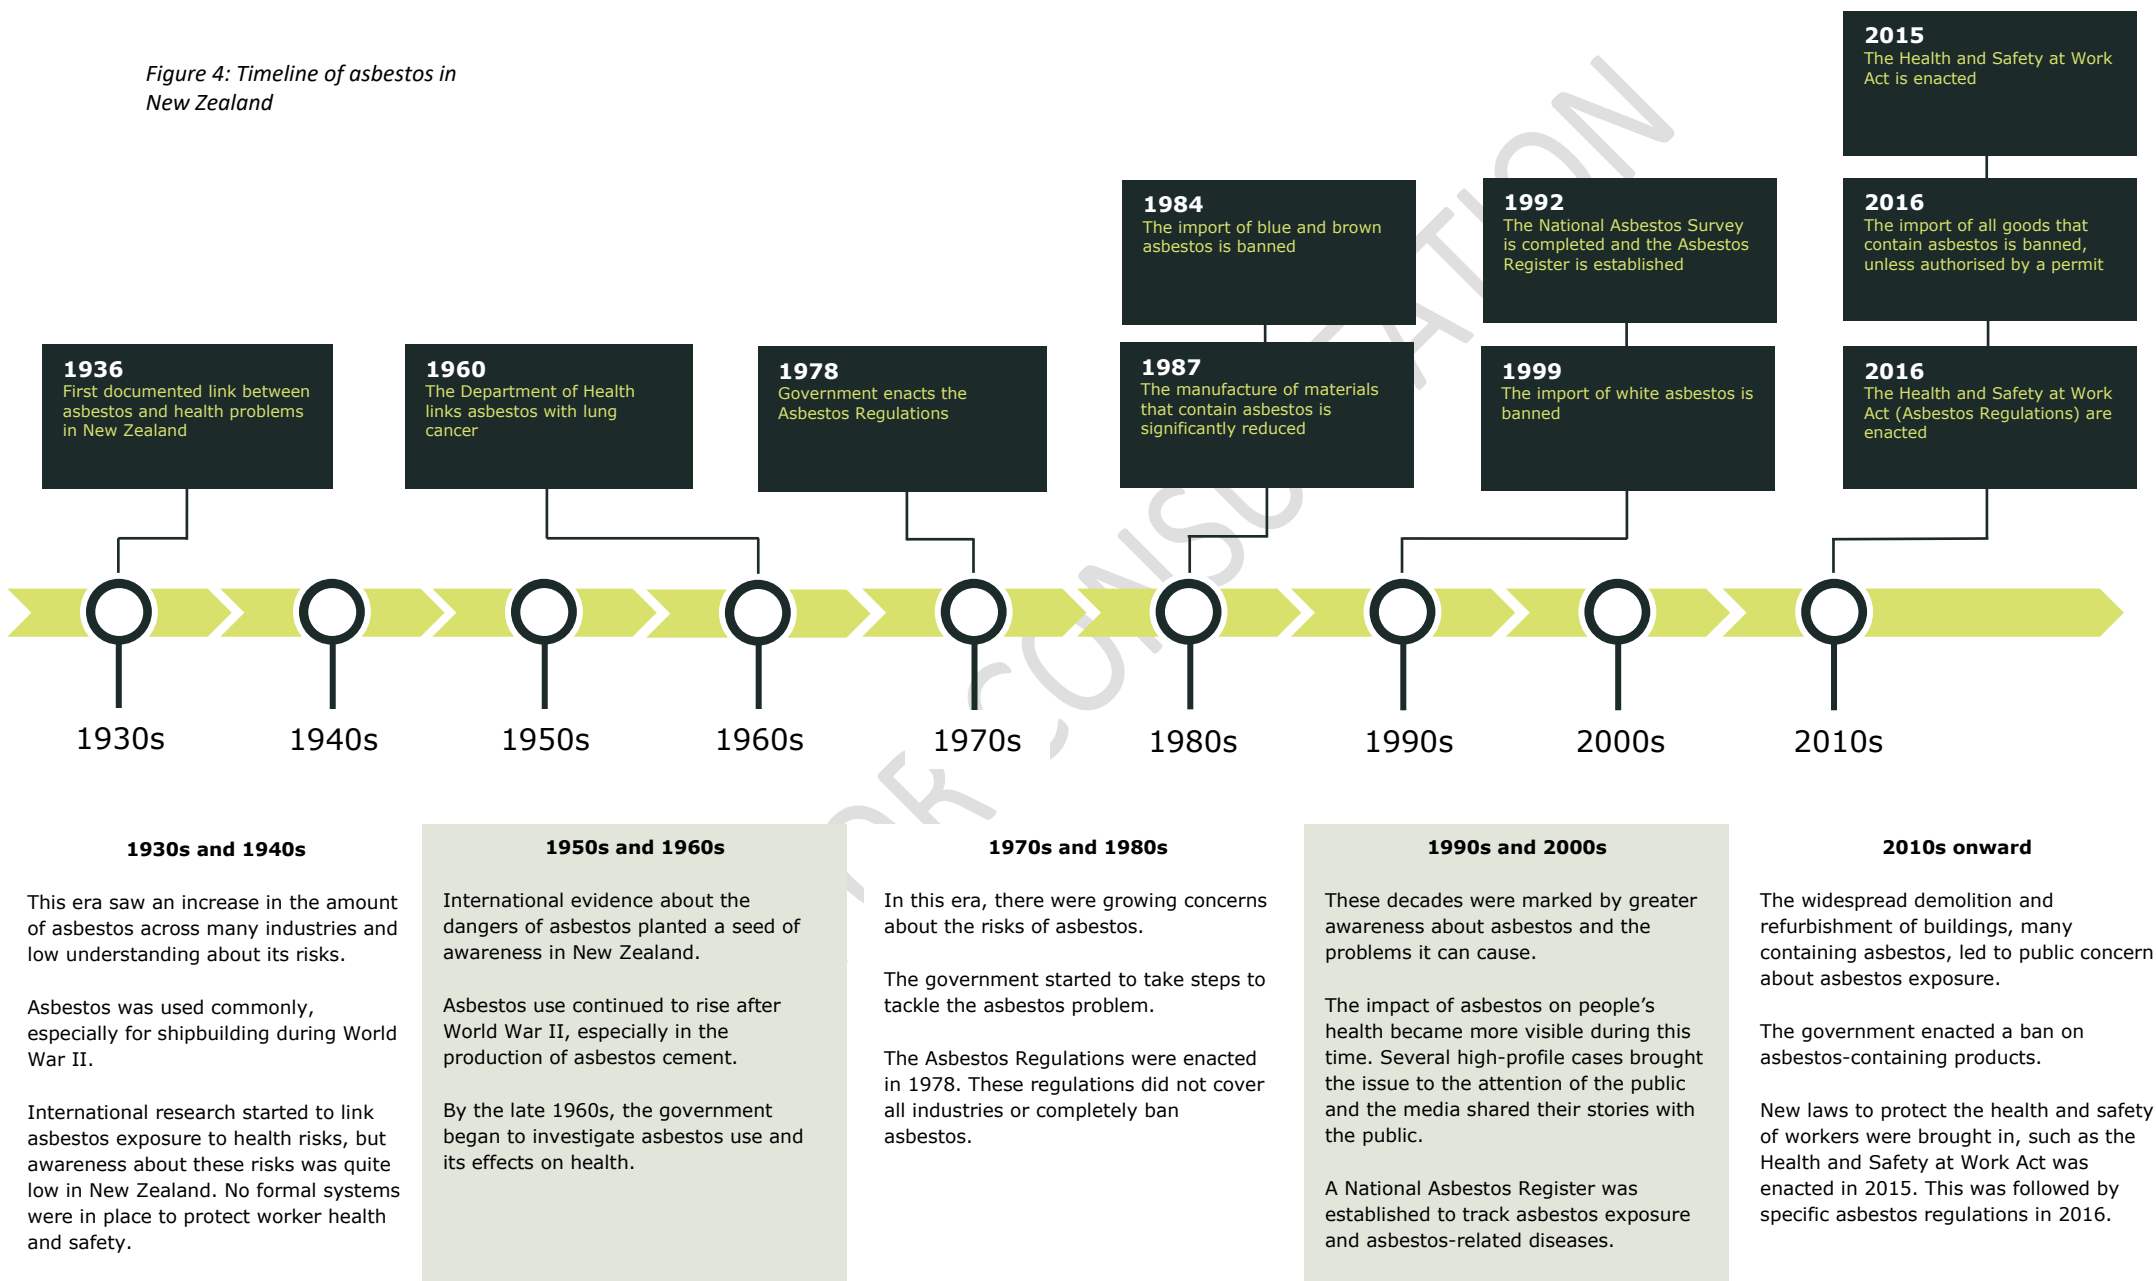 Figure 4: Timeline of asbestos in
New Zealand
2015
The Health and Safety at Work
Act is enacted
1984
The import of blue and brown
asbestos is banned
1992
The National Asbestos Survey
is completed and the Asbestos
Register is established
2016
The import of all goods that
contain asbestos is banned,
unless authorised by a permit
1936
First documented link between
asbestos and health problems
in New Zealand
1960
The Department of Health
links asbestos with lung
cancer
1978
Government enacts the
Asbestos Regulations
1987
The manufacture of materials
that contain asbestos is
significantly reduced
1999
The import of white asbestos is
banned
2016
The Health and Safety at Work
Act (Asbestos Regulations) are
enacted
1930s
1940s
1950s
1960s
1970s
1980s
1990s
2000s
2010s
1930s and 1940s
This era saw an increase in the amount
of asbestos across many industries and
low understanding about its risks.
Asbestos was used commonly,
especially for shipbuilding during World
War II.
International research started to link
asbestos exposure to health risks, but
awareness about these risks was quite
low in New Zealand. No formal systems
were in place to protect worker health
and safety.
1950s and 1960s
International evidence about the
dangers of asbestos planted a seed of
awareness in New Zealand.
Asbestos use continued to rise after
World War II, especially in the
production of asbestos cement.
By the late 1960s, the government
began to investigate asbestos use and
its effects on health.
1970s and 1980s
In this era, there were growing concerns
about the risks of asbestos.
The government started to take steps to
tackle the asbestos problem.
The Asbestos Regulations were enacted
in 1978. These regulations did not cover
all industries or completely ban
asbestos.
1990s and 2000s
These decades were marked by greater
awareness about asbestos and the
problems it can cause.
The impact of asbestos on people’s
health became more visible during this
time. Several high-profile cases brought
the issue to the attention of the public
and the media shared their stories with
the public.
A National Asbestos Register was
established to track asbestos exposure
and asbestos-related diseases.
2010s onward
The widespread demolition and
refurbishment of buildings, many
containing asbestos, led to public concern
about asbestos exposure.
The government enacted a ban on
asbestos-containing products.
New laws to protect the health and safety
of workers were brought in, such as the
Health and Safety at Work Act was
enacted in 2015. This was followed by
specific asbestos regulations in 2016.